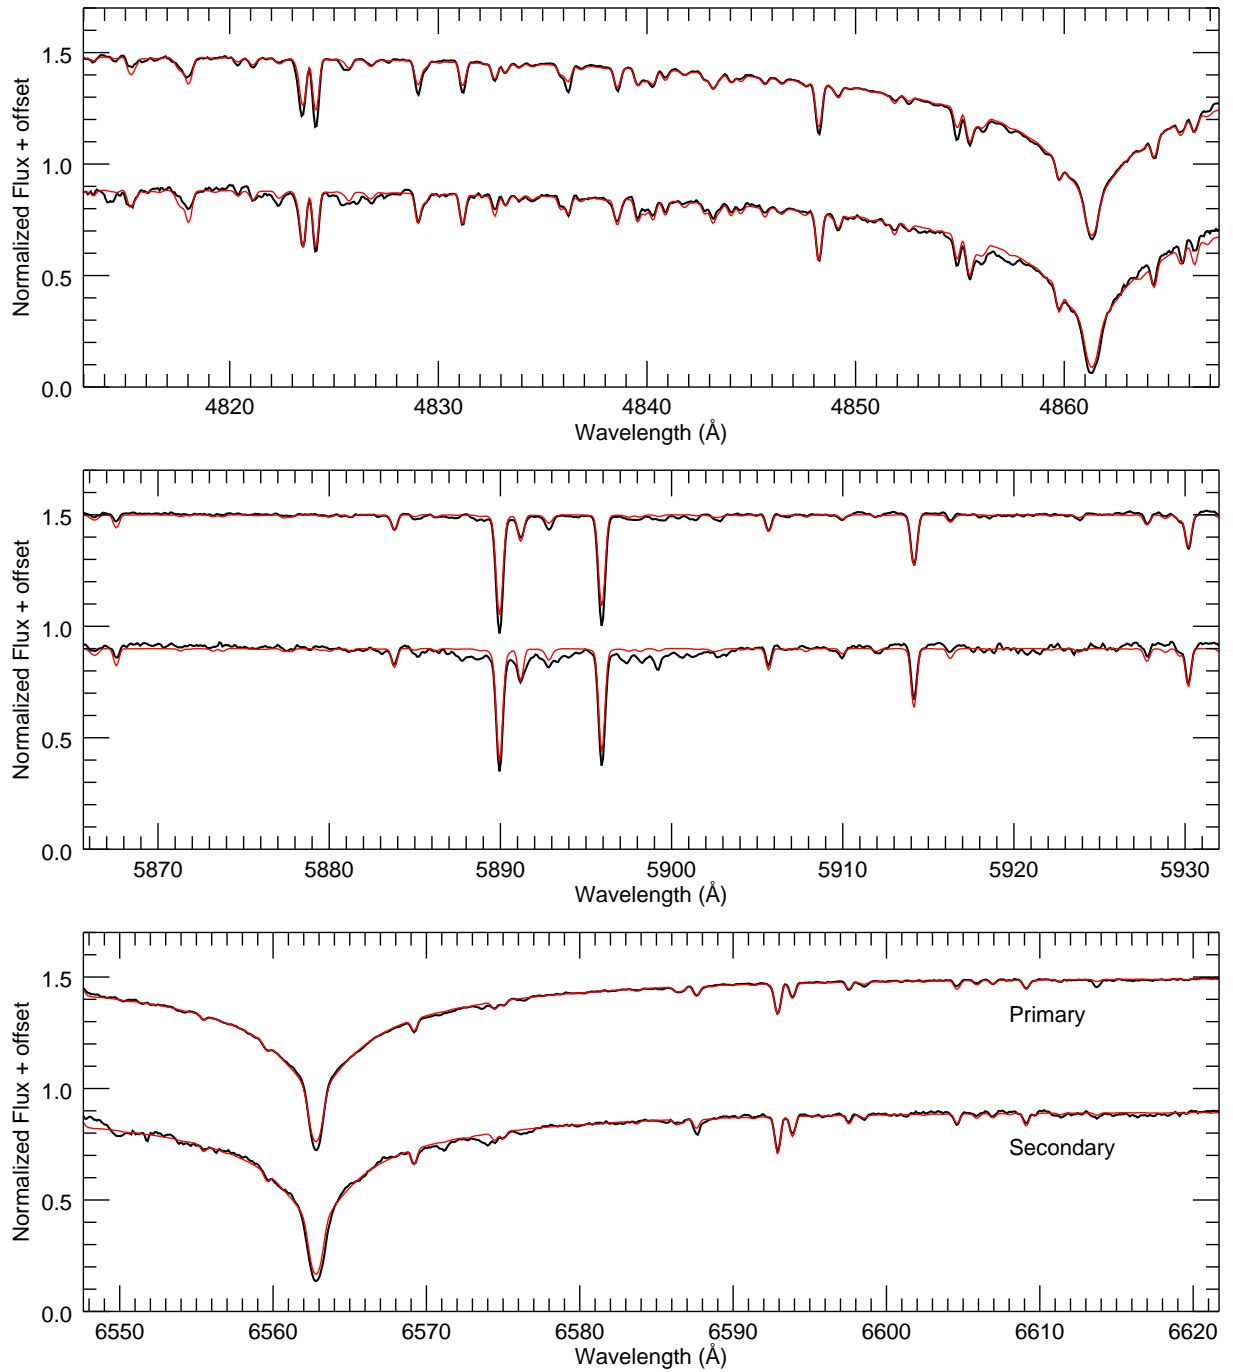 Normalized Flux + offset
1.5
1.0
0.5
0.0
4820 4830 4840 4850 4860
Wavelength (Å)
Normalized Flux + offset
1.5
1.0
0.5
0.0
5870 5880 5890 5900 5910 5920 5930
Wavelength (Å)
Normalized Flux + offset
1.5
Primary
1.0
Secondary
0.5
0.0
6550 6560 6570 6580 6590 6600 6610 6620
Wavelength (Å)